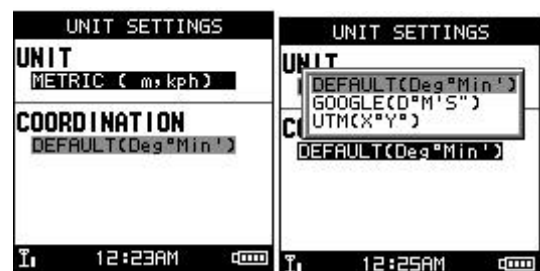 UNIT SETTINGS
UNIT
METRIC ( m,kph)
COORDINATION
DEFAULT(Deg°Min')
12:23AM
UNIT SETTINGS
UNIT
DEFAULT(Deg°Min')
GOOGLE(D°M'S")
UTM(X°Y°)
DEFAULT(Deg°Min')
12:25AM